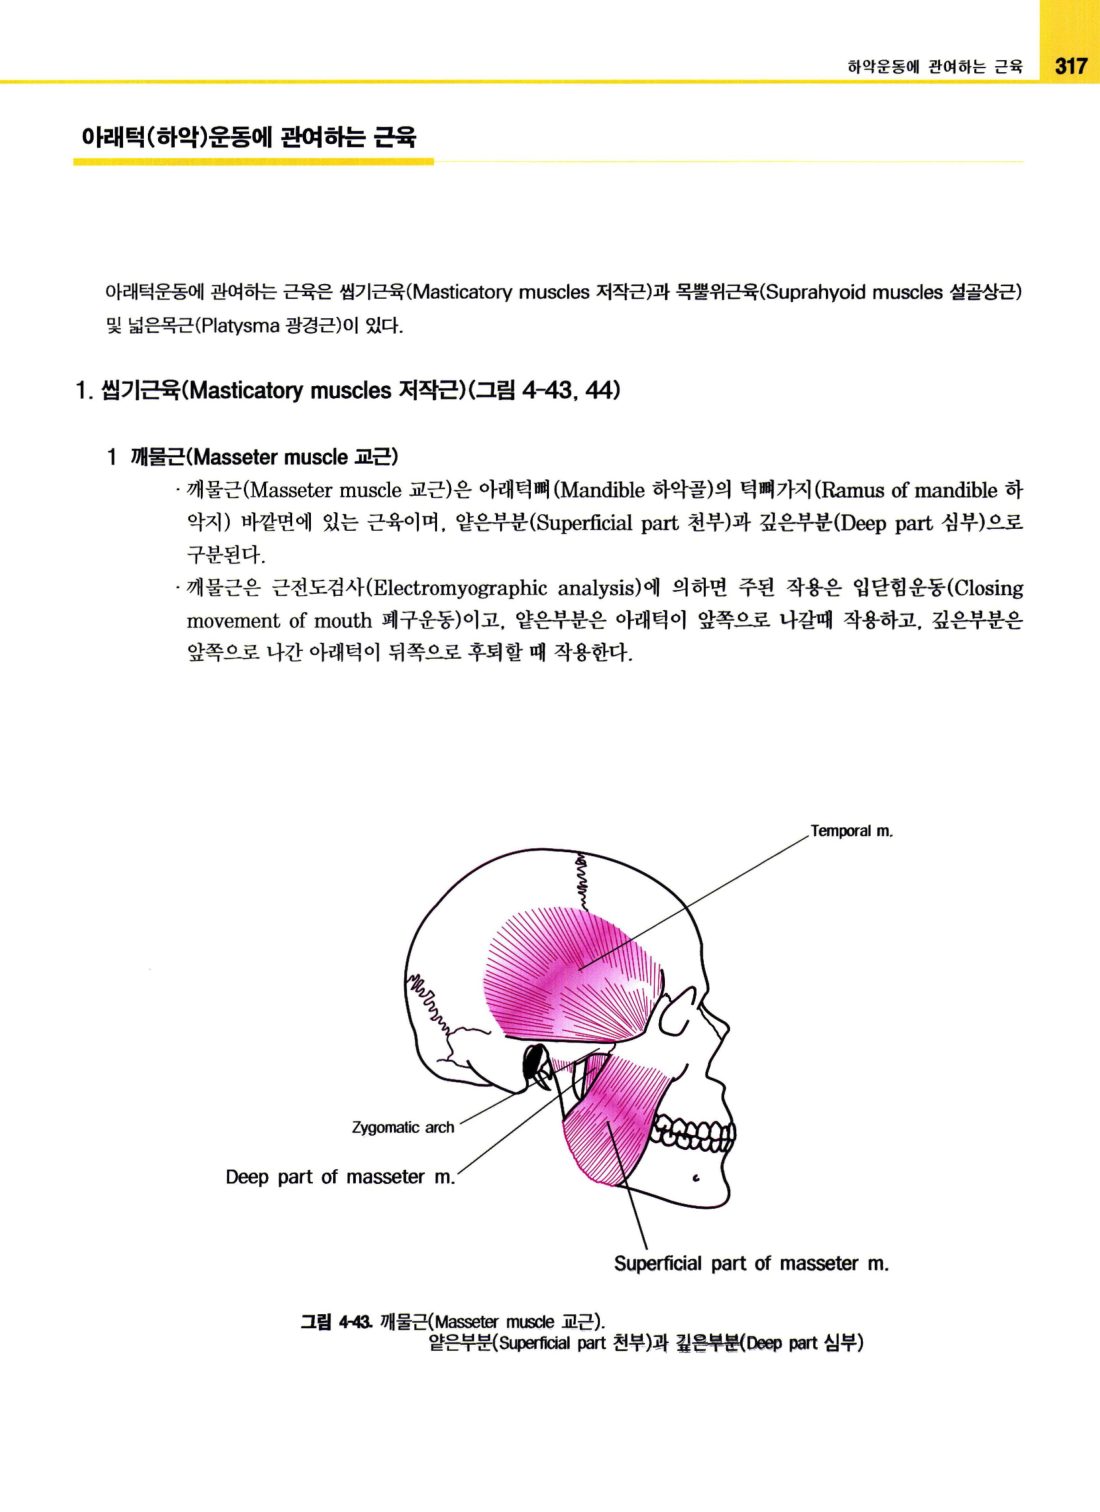 하악운동에 관여하는 근육 317
아래턱(하악)운동에 관여하는 근육
아래턱운동에 관여하는 근육은 씹기근육(Masticatory muscles 저작근)과 목뿔위근육(Suprahyoid muscles 설골상근)
및 넓은목근(Platysma 광경근)이 있다.
1. 씹기근육(Masticatory muscles 저작근)(그림 4-43, 44)
1 깨물근(Masseter muscle 교근)
· 깨물근(Masseter muscle 교근)은 아래턱뼈(Mandible 하악골)의 턱뼈가지(Ramus of mandible 하
악지) 바깥면에 있는 근육이며, 얕은부분(Superficial part 천부)과 깊은부분(Deep part 심부)으로
구분된다.
· 깨물근은 근전도검사(Electromyographic analysis)에 의하면 주된 작용은 입닫힘운동(Closing
movement of mouth 폐구운동)이고, 얕은부분은 아래턱이 앞쪽으로 나갈때 작용하고, 깊은부분은
앞쪽으로 나간 아래턱이 뒤쪽으로 후퇴할 때 작용한다.
Temporal m.
Zygomatic arch
Deep part of masseter m.
Superficial part of masseter m.
그림 4-43. 깨물근(Masseter muscle 교근).
얕은부분(Superficial part 천부)과 깊은부분(Deep part 심부)